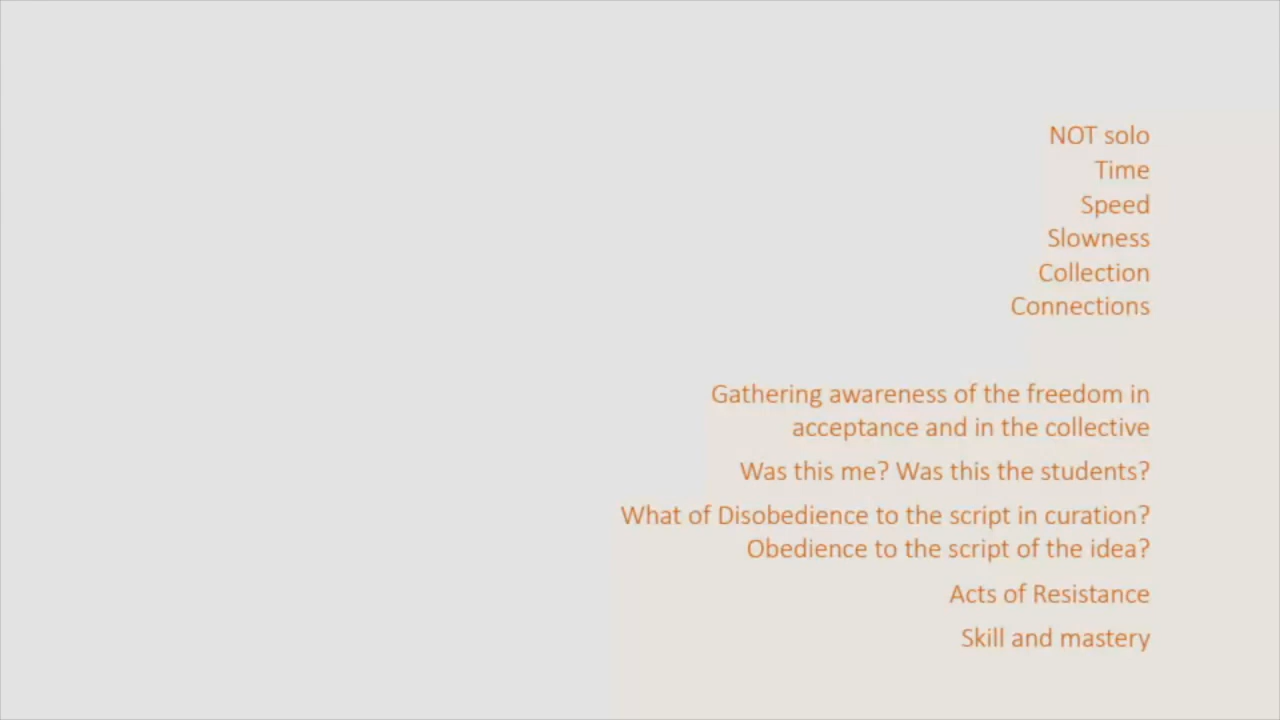 NOT solo
Time
Speed
Slowness
Collection
Connections
Gathering awareness of the freedom in
acceptance and in the collective
Was this me? Was this the students?
What of Disobedience to the script in curation?
Obedience to the script of the idea?
Acts of Resistance
Skill and mastery